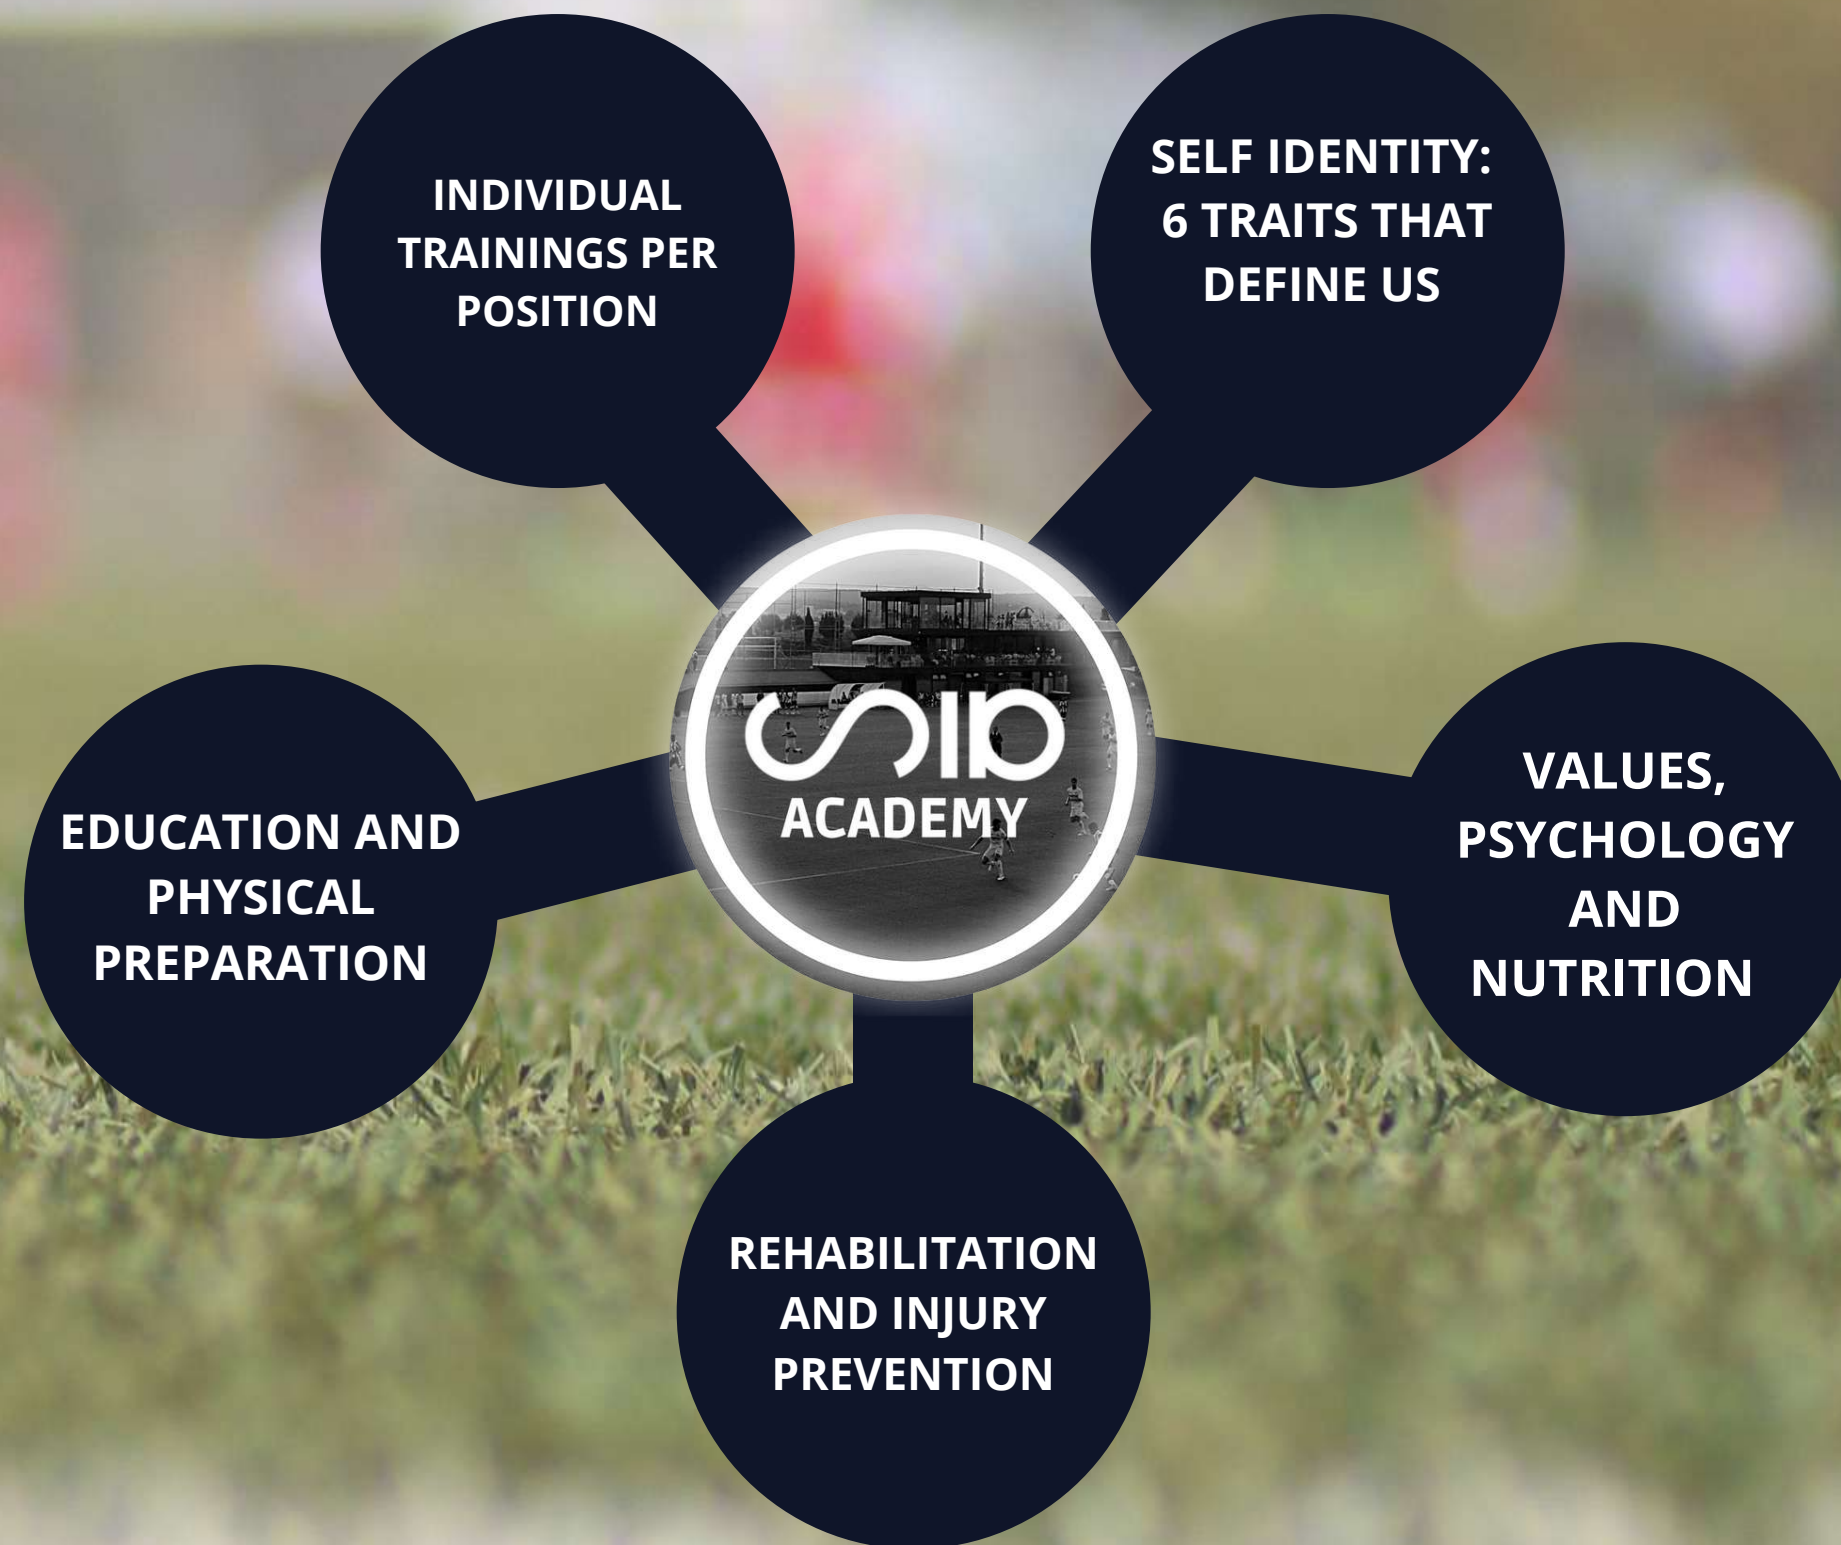 INDIVIDUAL
TRAININGS PER
POSITION
SELF IDENTITY:
6 TRAITS THAT
DEFINE US
ACADEMY
EDUCATION AND
PHYSICAL
PREPARATION
VALUES,
PSYCHOLOGY
AND
NUTRITION
REHABILITATION
AND INJURY
PREVENTION